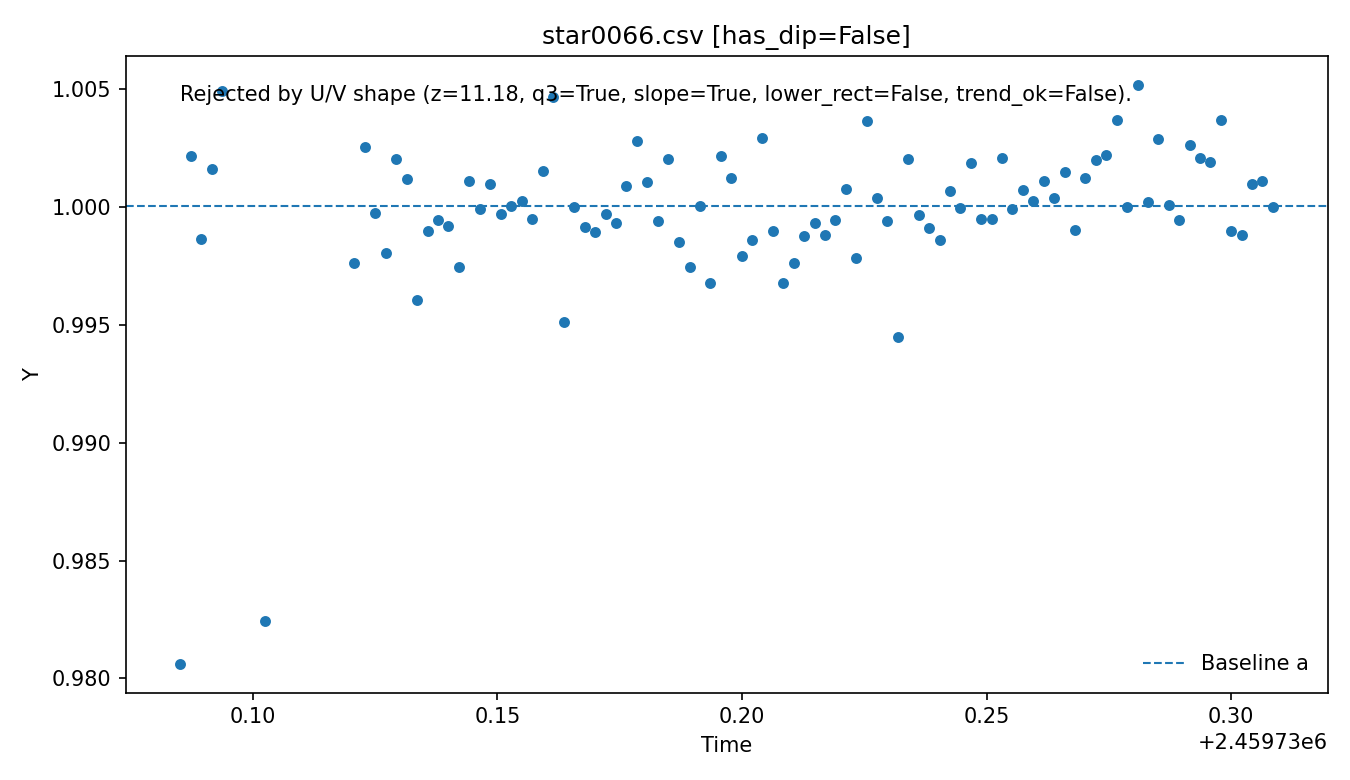 star0066.csv [has_dip=False]
Rejected by U/V shape (z=11.18, q3=True, slope=True, lower_rect=False, trend_ok=False).
1.005
1.000
0.995
0.990
0.985
0.980
Y
Baseline a
0.10 0.15 0.20 0.25 0.30
Time
+2.45973e6